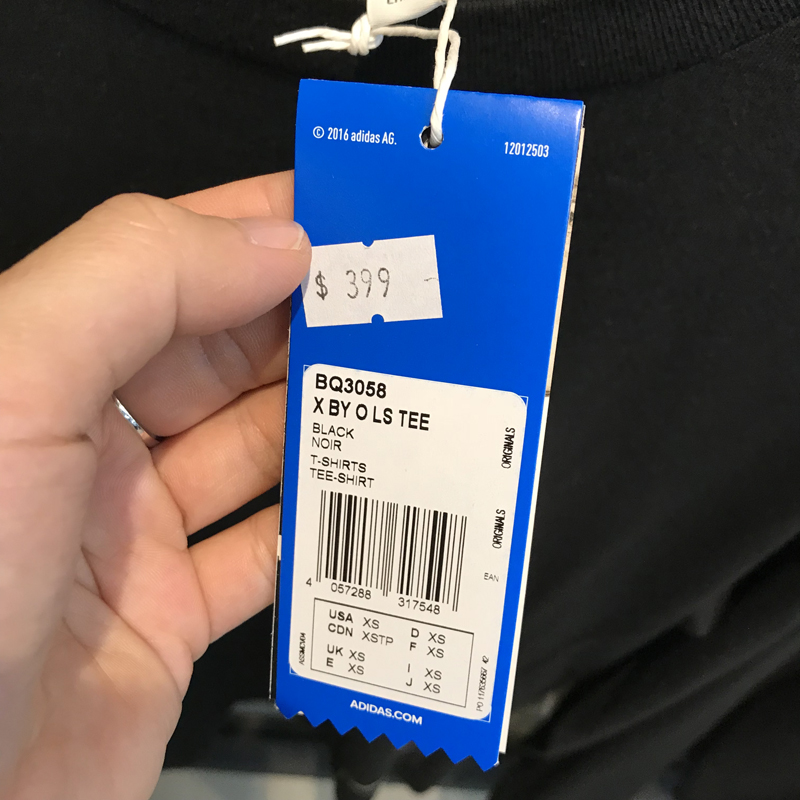 © 2016 adidas AG.
12012503
$ 399 -
BQ3058
X BY O LS TEE
BLACK
NOIR
T-SHIRTS
TEE-SHIRT
ORIGINALS
ORIGINALS
EAN
4 057288 317548
USA XS
CDN XSTP
UK XS
E XS
D XS
F XS
I XS
J XS
ADIDAS.COM